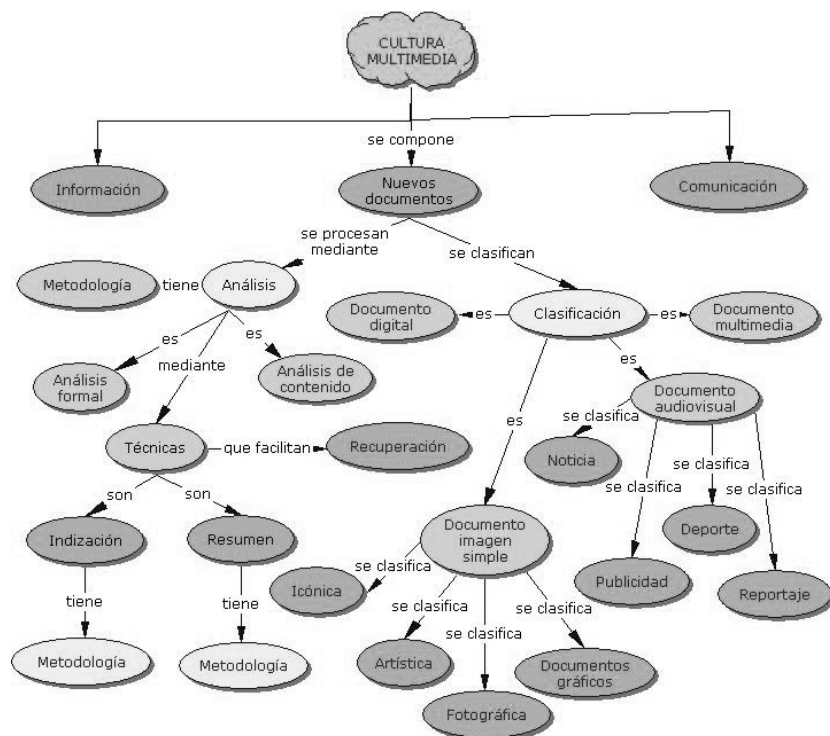 CULTURA
MULTIMEDIA
se compone
Información
Nuevos
documentos
Comunicación
se procesan
mediante
se clasifican
Metodología
tiene
Análisis
Documento
digital
es
Clasificación
es
Documento
multimedia
es
es
mediante
Análisis
formal
Análisis de
contenido
es
es
Documento
audiovisual
Técnicas
que facilitan
Recuperación
se clasifica
Noticia
se clasifica
se clasifica
se clasifica
son
son
Indización
Resumen
Documento
imagen
simple
Deporte
Publicidad
Reportaje
se clasifica
Icónica
tiene
tiene
se clasifica
se clasifica
se clasifica
Metodología
Metodología
Artística
Documentos
gráficos
Fotográfica